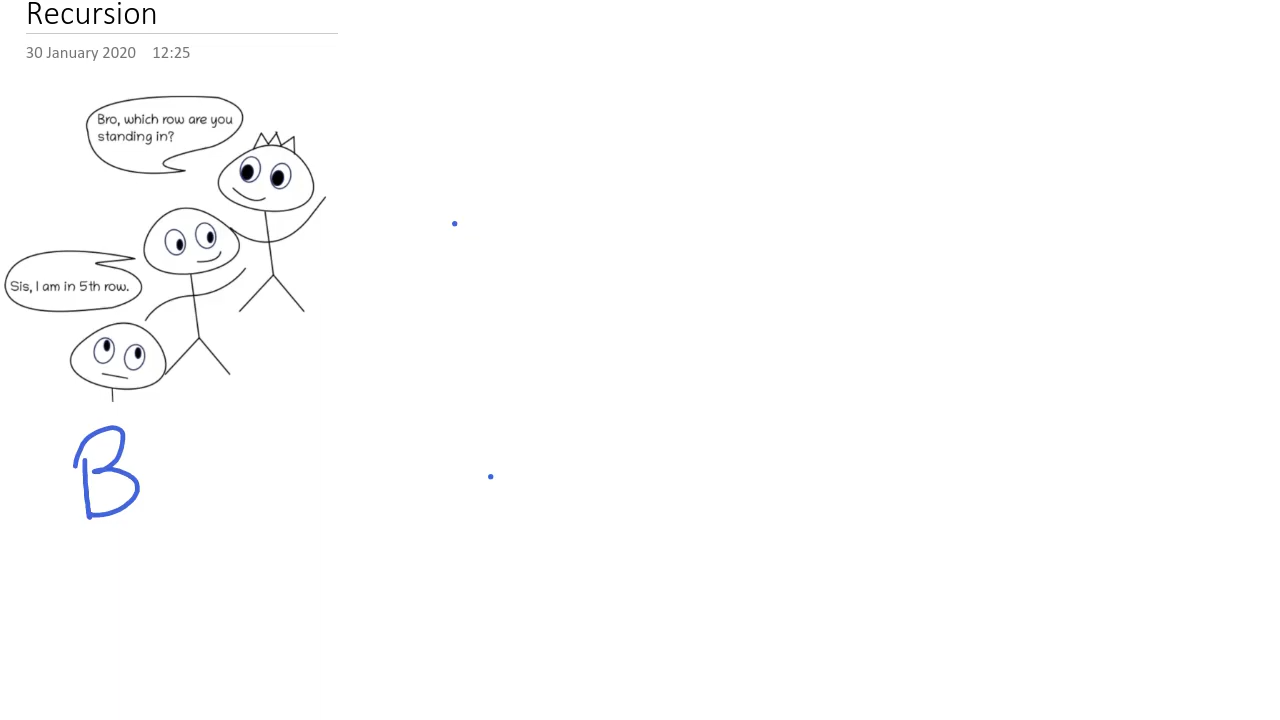 Recursion
30 January 2020 12:25
Bro, which row are you
standing in?
Sis, I am in 5th row.
B